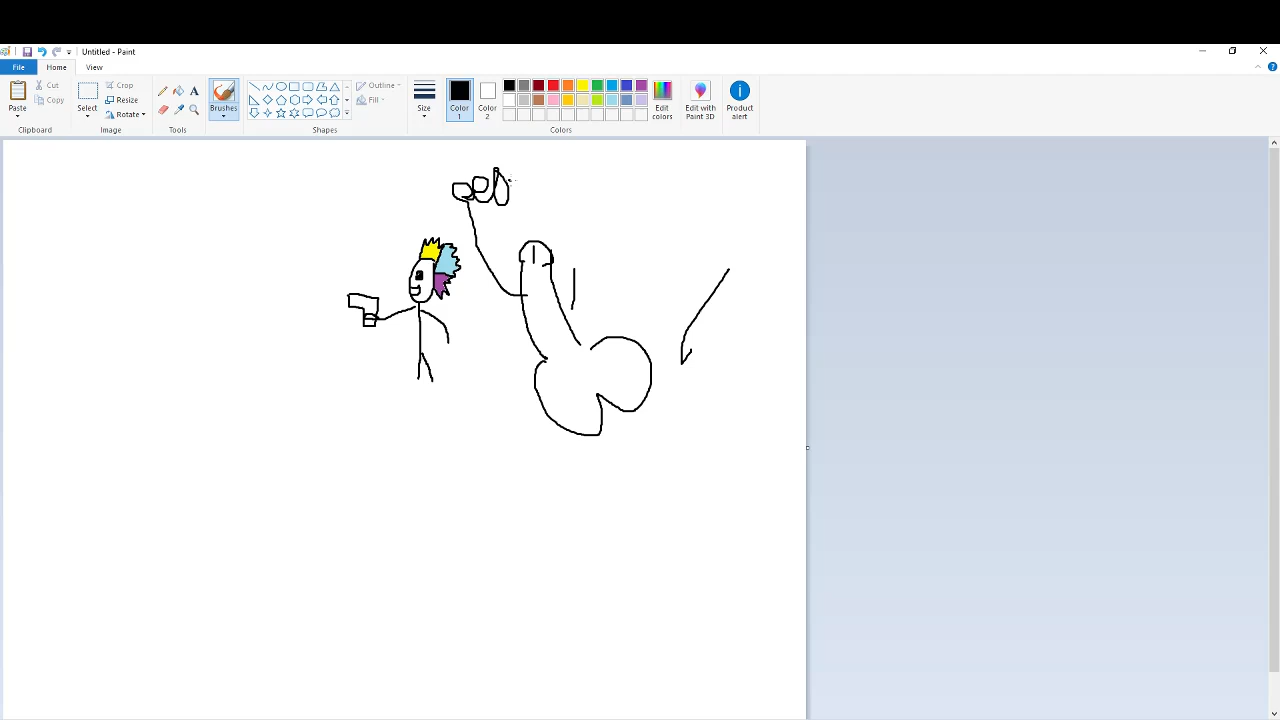 Untitled - Paint
File Home View
Paste
Cut
Copy
Clipboard
Select
Crop
Resize
Rotate
Image
A
Tools
Brushes
Shapes
Outline
Fill
Size
Color 1
Color 2
Edit colors
Colors
Edit with Paint 3D
Product alert